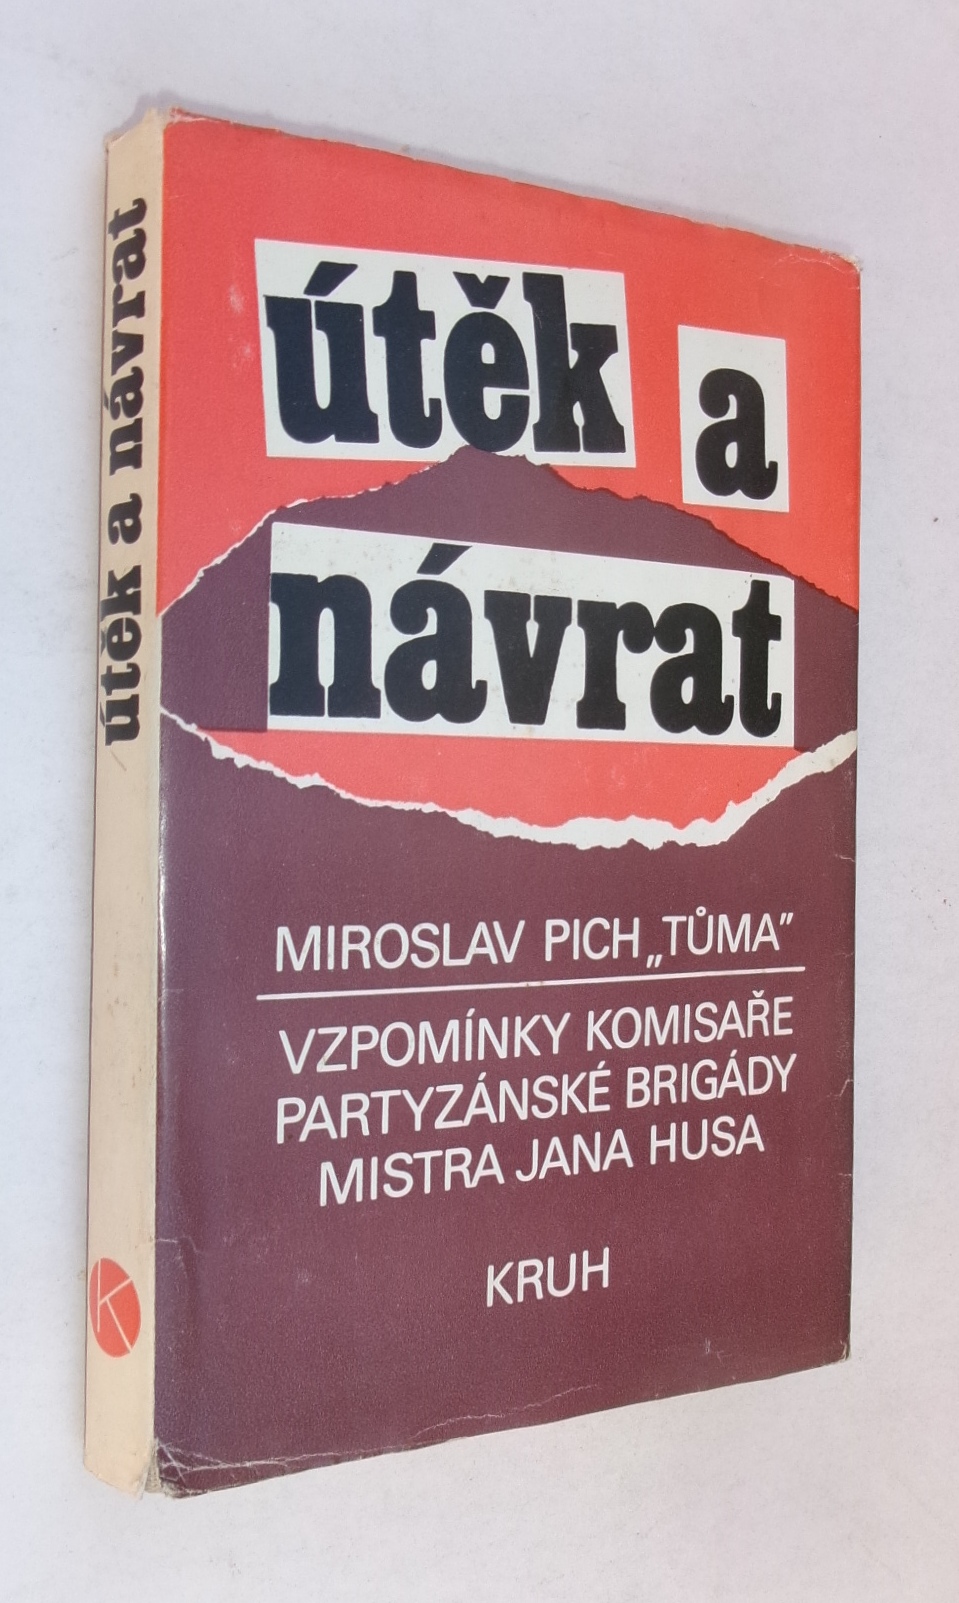 útěk a návrat
útěk a
návrat
MIROSLAV PICH „TŮMA”
VZPOMÍNKY KOMISAŘE
PARTYZÁNSKÉ BRIGÁDY
MISTRA JANA HUSA
KRUH
K